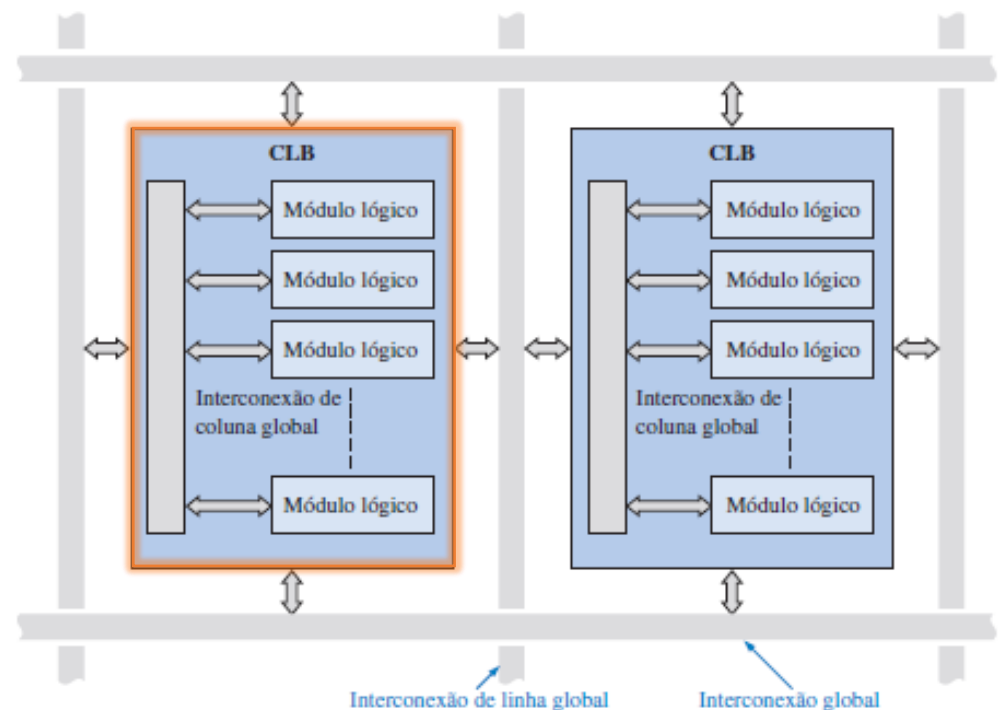 CLB
Módulo lógico
Módulo lógico
Módulo lógico
Interconexão de
coluna global
Módulo lógico
CLB
Módulo lógico
Módulo lógico
Módulo lógico
Interconexão de
coluna global
Módulo lógico
Interconexão de linha global
Interconexão global